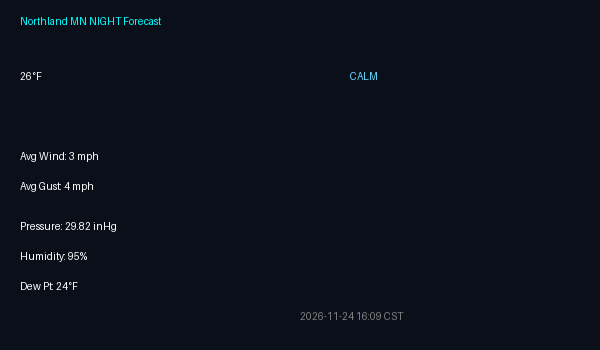 Northland MN NIGHT Forecast
26°F
CALM
Avg Wind: 3 mph
Avg Gust: 4 mph
Pressure: 29.82 inHg
Humidity: 95%
Dew Pt: 24°F
2026-11-24 16:09 CST